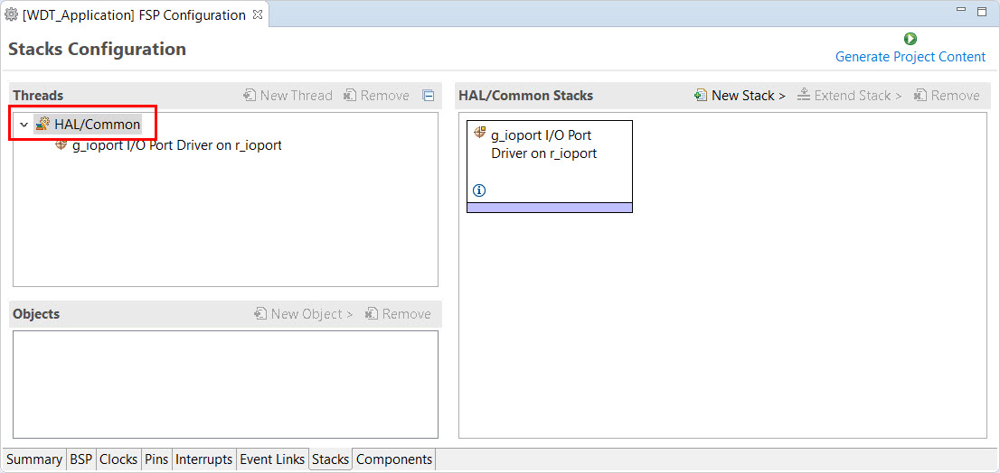 [WDT_Application] FSP Configuration
Stacks Configuration
Generate Project Content
Threads
New Thread
Remove
HAL/Common
g_ioport I/O Port Driver on r_ioport
Objects
New Object >
Remove
HAL/Common Stacks
New Stack >
Extend Stack >
Remove
g_ioport I/O Port
Driver on r_ioport
Summary BSP Clocks Pins Interrupts Event Links Stacks Components